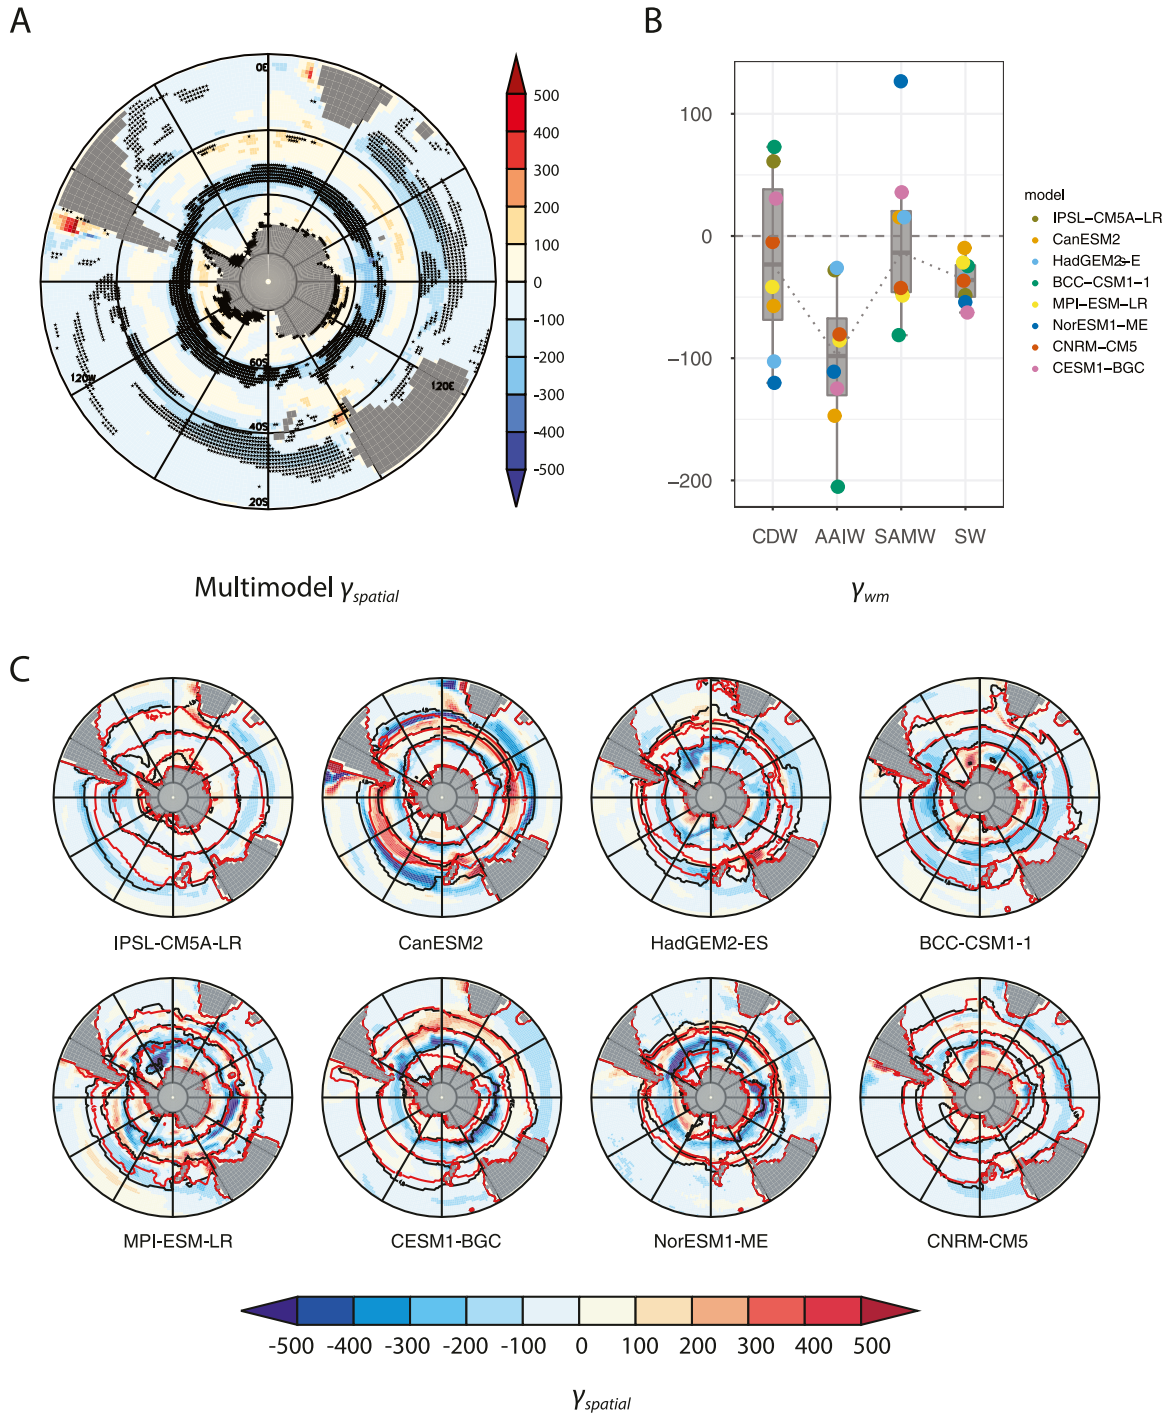 A
B
0E
120W
120E
60S
40S
20S
500
400
300
200
100
0
-100
-200
-300
-400
-500
Multimodel γspatial
100
0
−100
−200
CDW AAIW SAMW SW
γwm
model
IPSL−CM5A−LR
CanESM2
HadGEM2−E
BCC−CSM1−1
MPI−ESM−LR
NorESM1−ME
CNRM−CM5
CESM1−BGC
C
IPSL-CM5A-LR CanESM2 HadGEM2-ES BCC-CSM1-1
MPI-ESM-LR CESM1-BGC NorESM1-ME CNRM-CM5
-500 -400 -300 -200 -100 0 100 200 300 400 500
γspatial